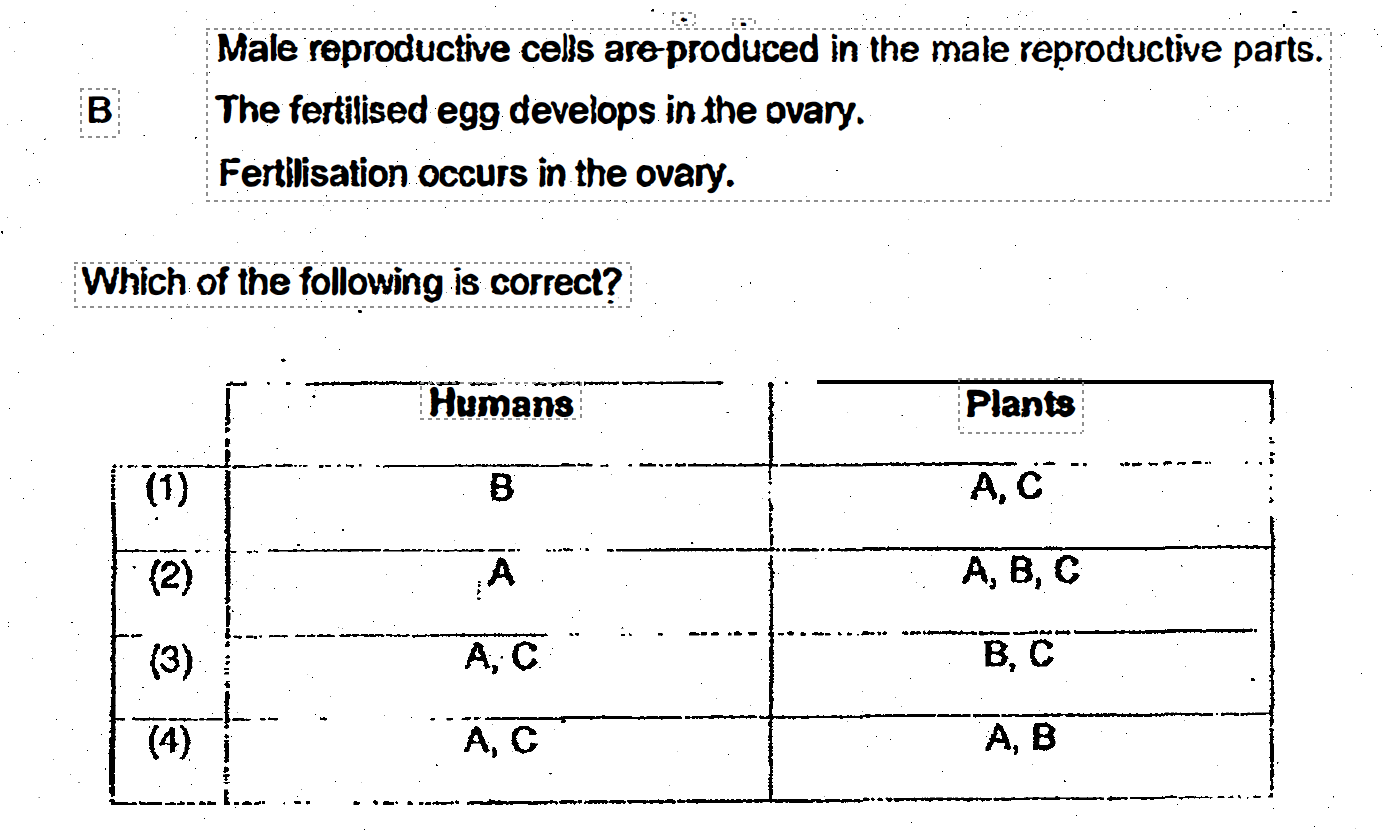 Male reproductive cells are produced in the male reproductive parts.
B The fertilised egg develops in the ovary.
Fertilisation occurs in the ovary.
Which of the following is correct?
Humans Plants
(1) B A, C
(2) A A, B, C
(3) A, C B, C
(4) A, C A, B